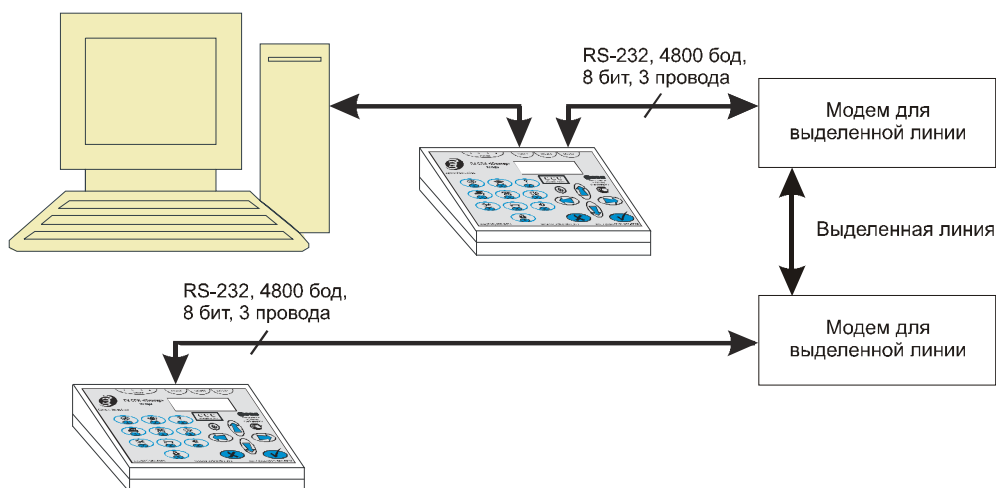 RS-232, 4800 бод,
8 бит, 3 провода
Модем для
выделенной линии
Выделенная линия
RS-232, 4800 бод,
8 бит, 3 провода
Модем для
выделенной линии